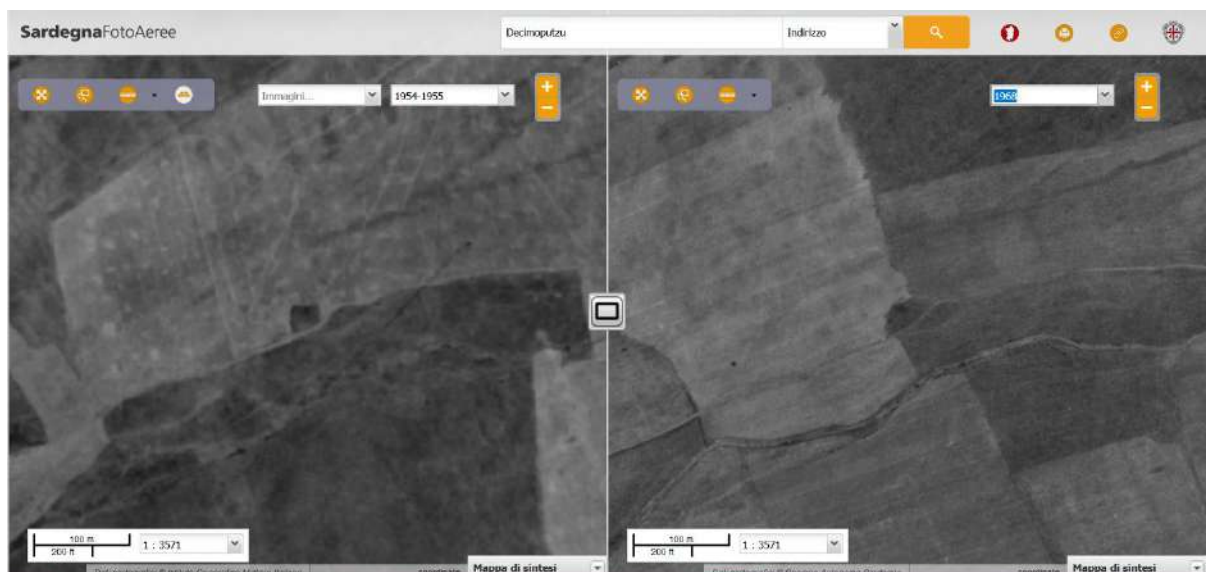 SardegnaFotoAeree
Decimoputzu
Indirizzo
Immagini...
1954-1955
1968
100 m
200 ft
1 : 3571
Mappa di sintesi
100 m
200 ft
1 : 3571
Mappa di sintesi